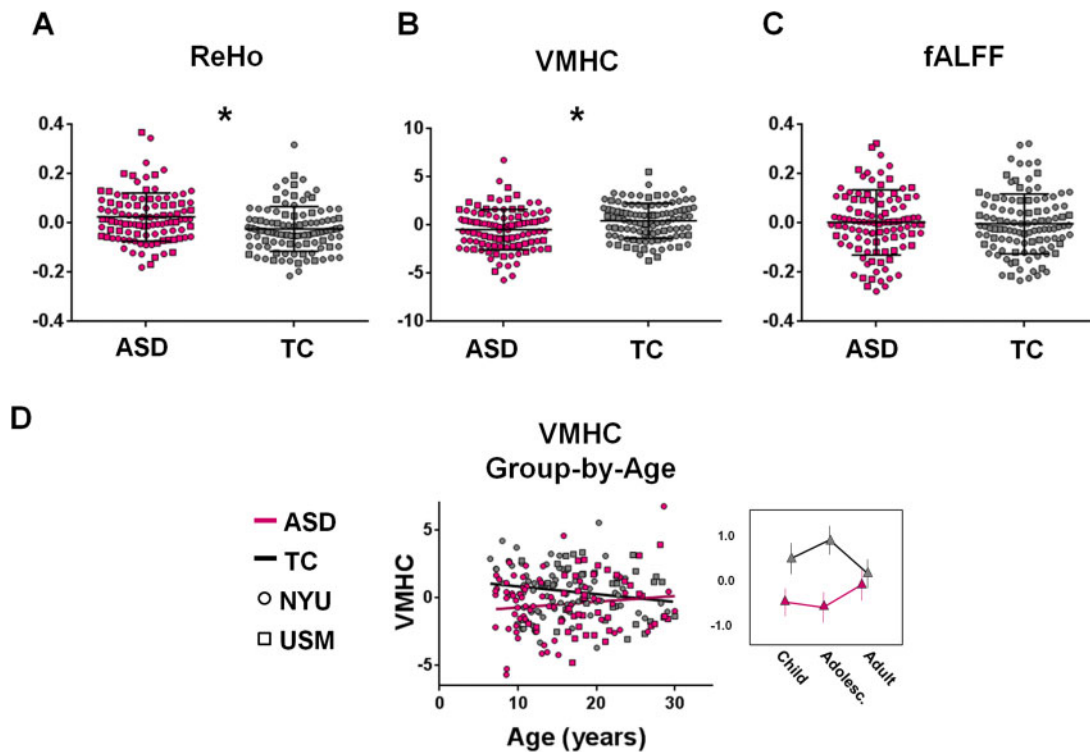 A
ReHo
*
0.4
0.2
0.0
-0.2
-0.4
ASD
TC
B
VMHC
*
10
5
0
-5
-10
ASD
TC
C
fALFF
0.4
0.2
0.0
-0.2
-0.4
ASD
TC
D
VMHC
Group-by-Age
ASD
TC
NYU
USM
VMHC
5
0
-5
10
20
30
Age (years)
1.0
0.0
-1.0
Child
Adolesc.
Adult